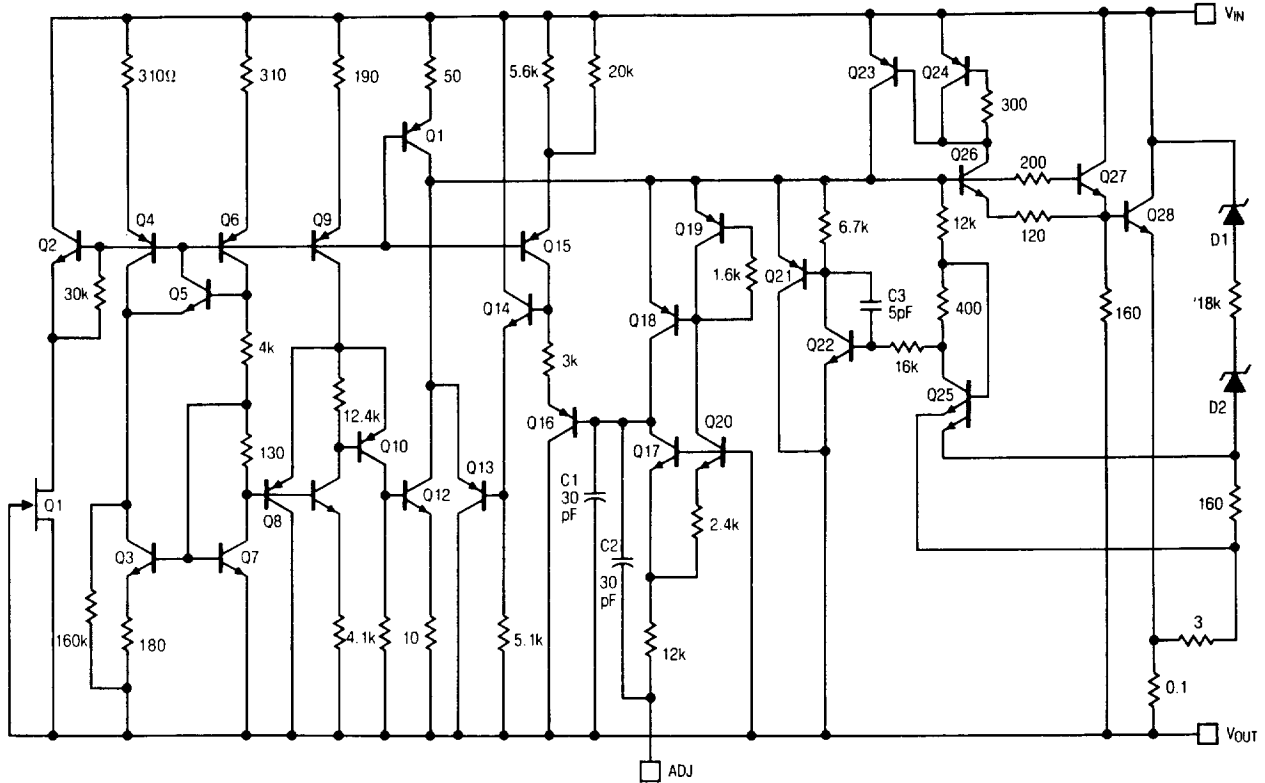 VIN
310Ω
310
190
50
5.6k
20k
Q23
Q24
300
Q1
Q26
200
Q27
Q2
Q4
Q6
Q9
Q15
Q19
6.7k
12k
120
Q28
D1
30k
Q5
Q14
1.6k
Q21
C3
5pF
400
160
'18k
4k
Q18
Q22
3k
16k
12.4k
Q16
Q20
Q25
D2
130
Q10
Q17
Q13
C1
30
pF
Q1
Q8
Q12
2.4k
160
Q3
Q7
C2
30
pF
160k
180
4.1k
10
5.1k
12k
3
0.1
VOUT
ADJ